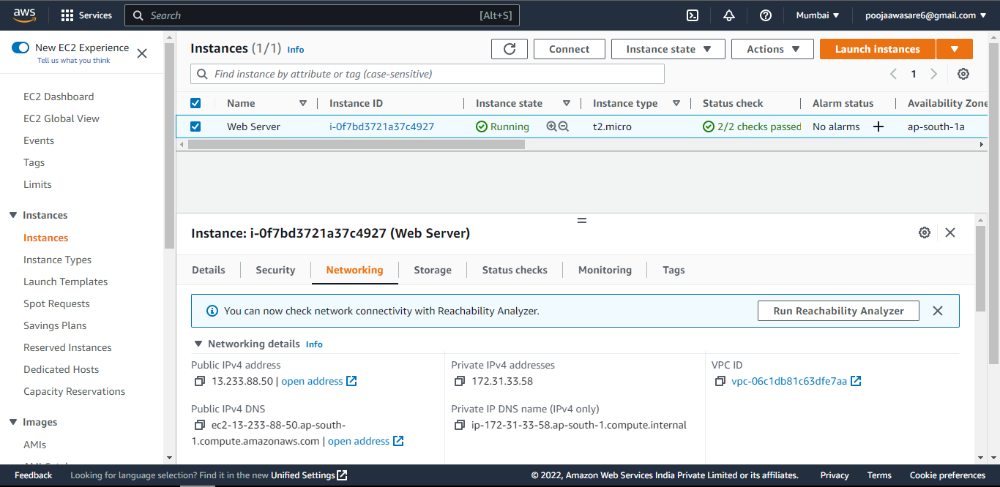 aws Services Search [Alt+S] Mumbai poojaawasare6@gmail.com
New EC2 Experience
Tell us what you think
EC2 Dashboard
EC2 Global View
Events
Tags
Limits
Instances
Instances
Instance Types
Launch Templates
Spot Requests
Savings Plans
Reserved Instances
Dedicated Hosts
Capacity Reservations
Images
AMIs
Instances (1/1) Info Connect Instance state Actions Launch instances
Find instance by attribute or tag (case-sensitive) 1
Name Instance ID Instance state Instance type Status check Alarm status Availability Zone
Web Server i-0f7bd3721a37c4927 Running t2.micro 2/2 checks passed No alarms ap-south-1a
Instance: i-0f7bd3721a37c4927 (Web Server)
Details Security Networking Storage Status checks Monitoring Tags
You can now check network connectivity with Reachability Analyzer. Run Reachability Analyzer
Networking details Info
Public IPv4 address
13.233.88.50 | open address
Public IPv4 DNS
ec2-13-233-88-50.ap-south-
1.compute.amazonaws.com | open address
Private IPv4 addresses
172.31.33.58
Private IP DNS name (IPv4 only)
ip-172-31-33-58.ap-south-1.compute.internal
VPC ID
vpc-06c1db81c63dfe7aa
Feedback Looking for language selection? Find it in the new Unified Settings © 2022, Amazon Web Services India Private Limited or its affiliates. Privacy Terms Cookie preferences